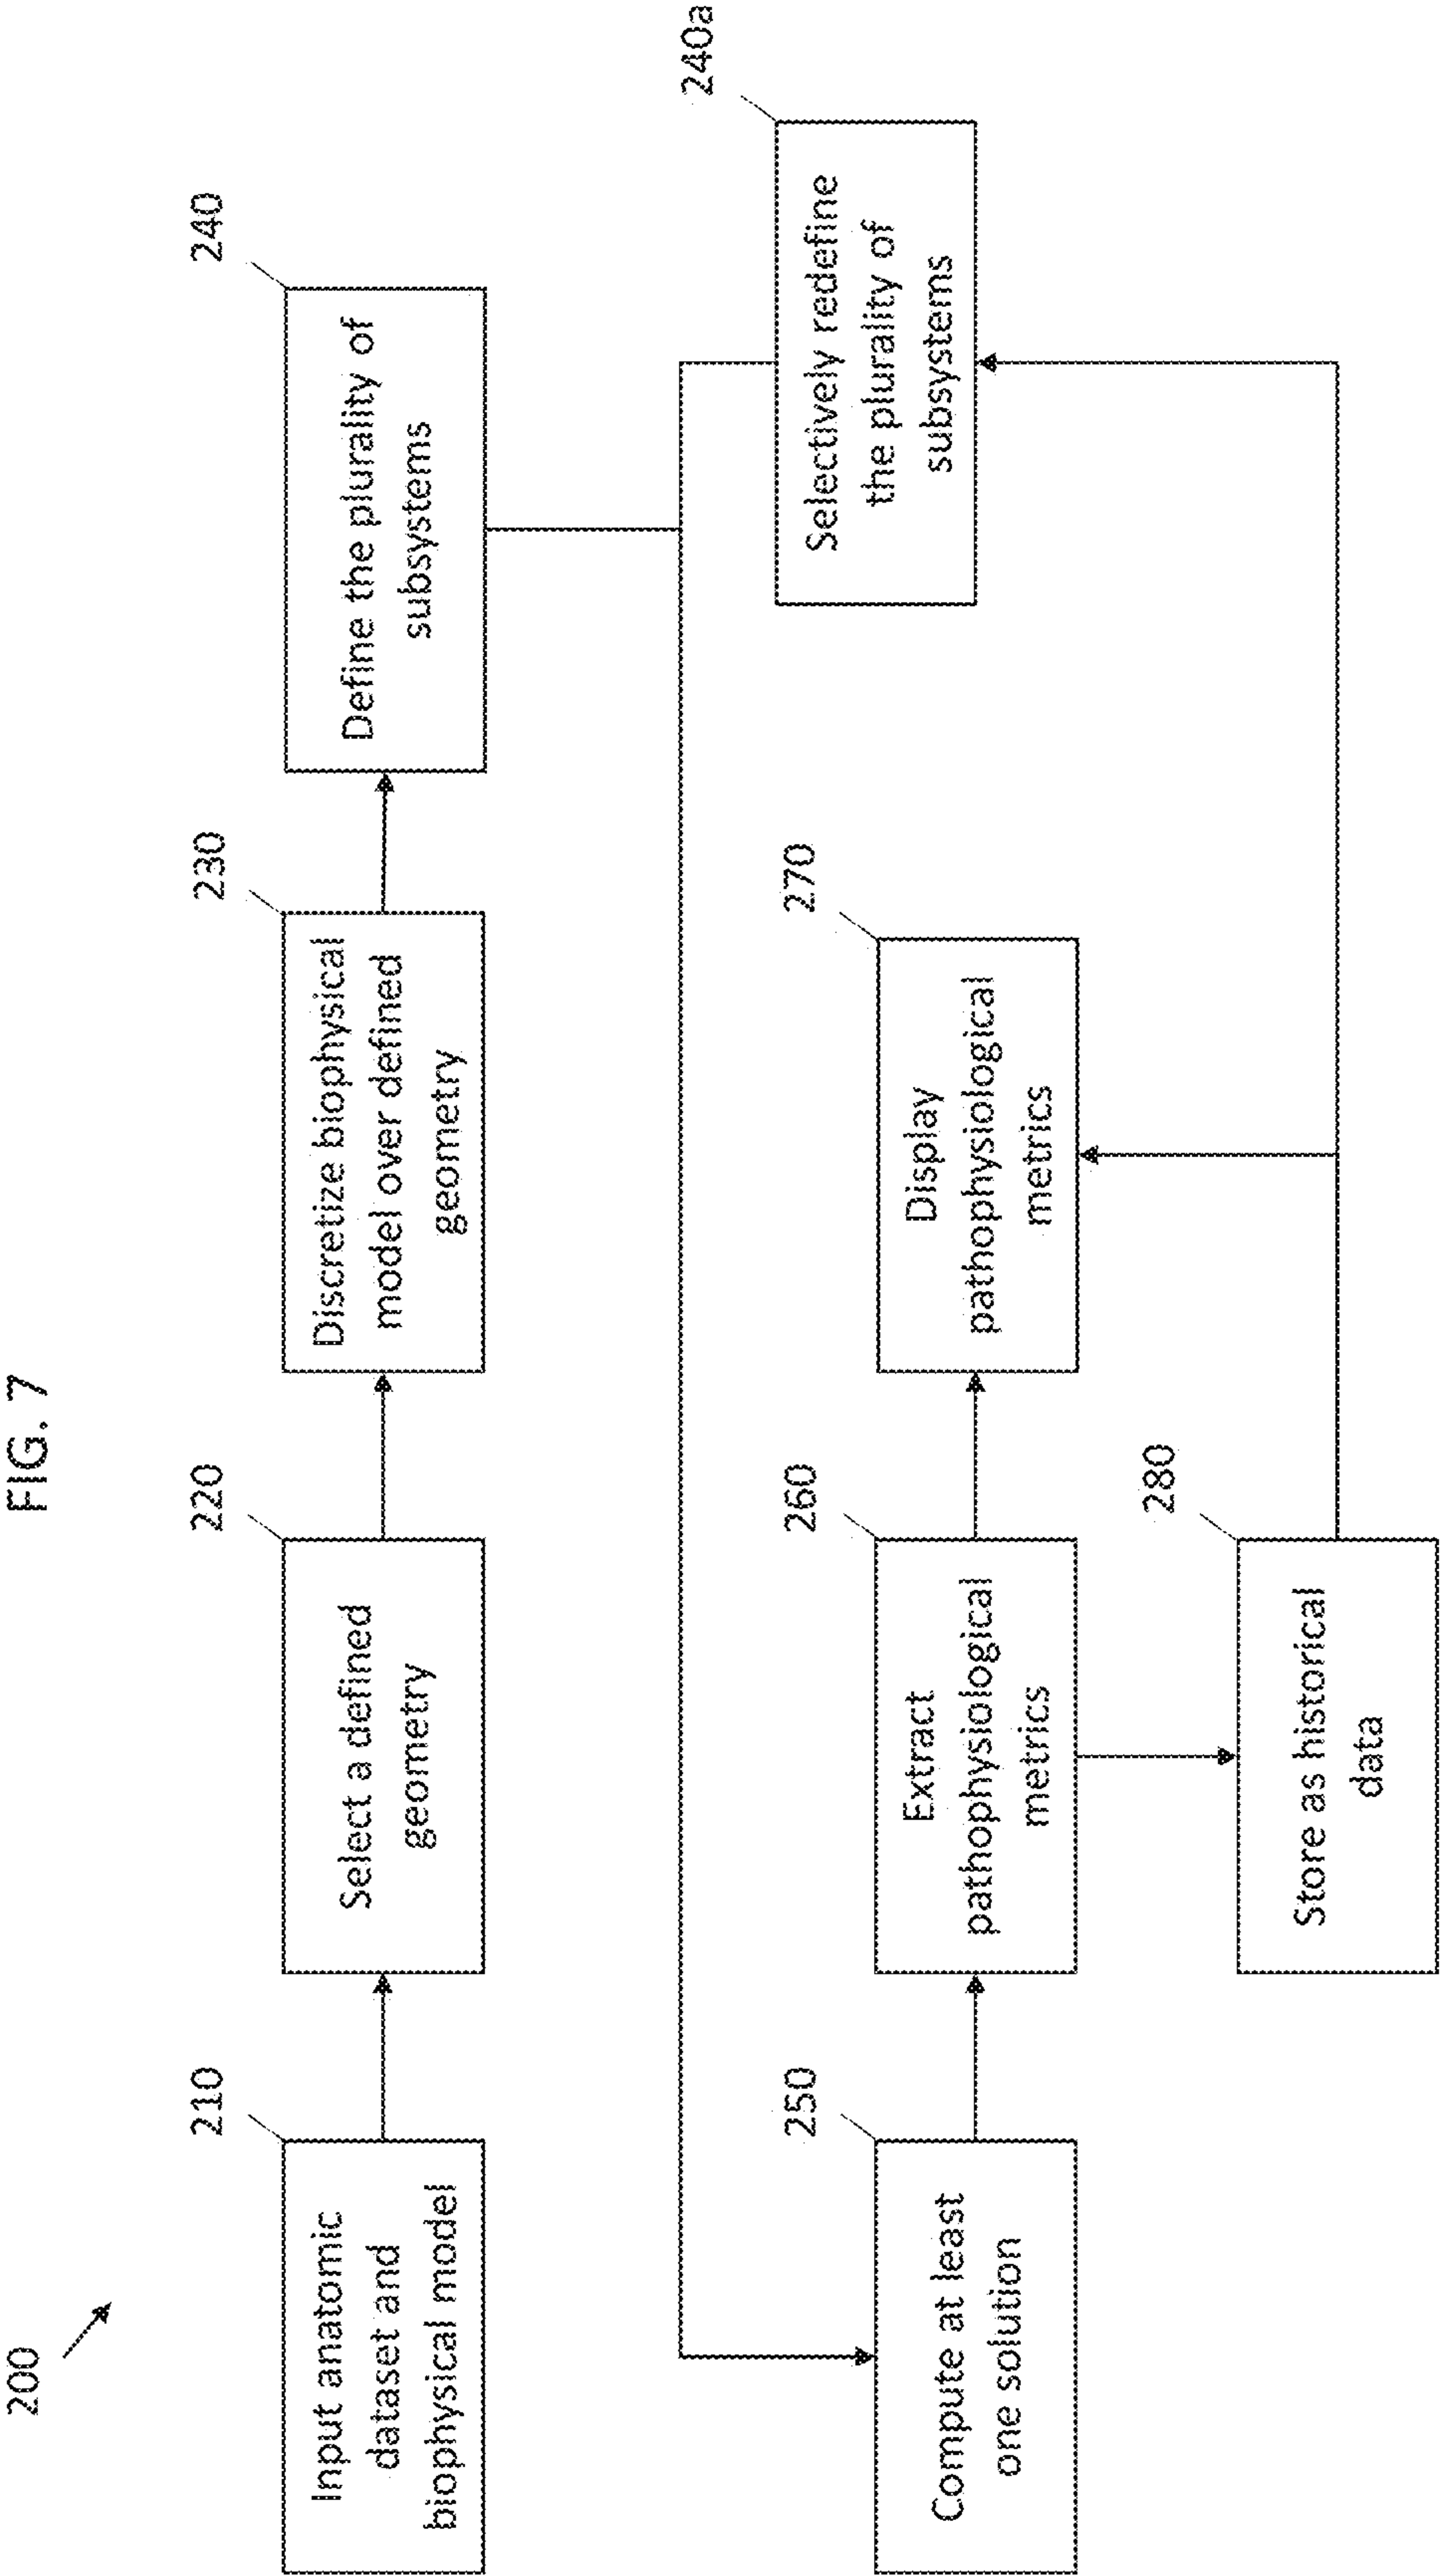 FIG. 7
200
210
Input anatomic
dataset and
biophysical model
220
Select a defined
geometry
230
Discretize biophysical
model over defined
geometry
240
Define the plurality of
subsystems
240a
Selectively redefine
the plurality of
subsystems
250
Compute at least
one solution
260
Extract
pathophysiological
metrics
270
Display
pathophysiological
metrics
280
Store as historical
data